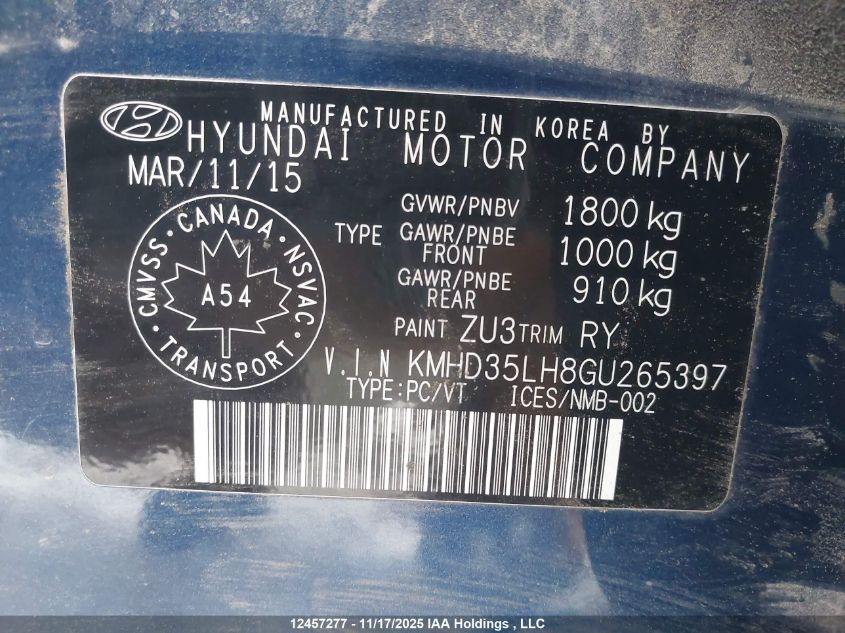 MANUFACTURED IN KOREA BY
HYUNDAI MOTOR COMPANY
MAR/11/15
GVWR/PNBV 1800 kg
TYPE GAWR/PNBE FRONT 1000 kg
GAWR/PNBE REAR 910 kg
PAINT ZU3 TRIM RY
CMVSS · CANADA · NSVAC
A54
· TRANSPORT ·
V.I.N KMHD35LH8GU265397
TYPE:PC/VT ICES/NMB-002
12457277 - 11/17/2025 IAA Holdings , LLC